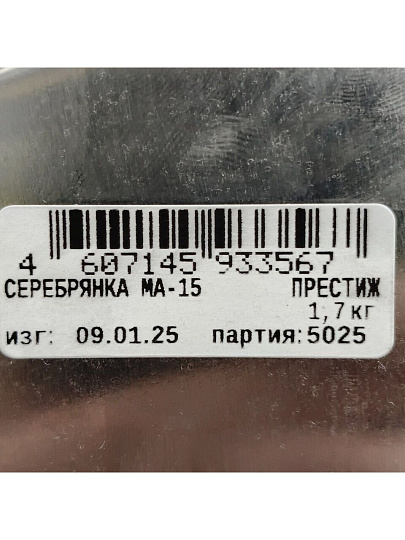 4 607145 933567
СЕРЕБРЯНКА МА-15 ПРЕСТИЖ
1,7 кг
изг: 09.01.25 партия: 5025